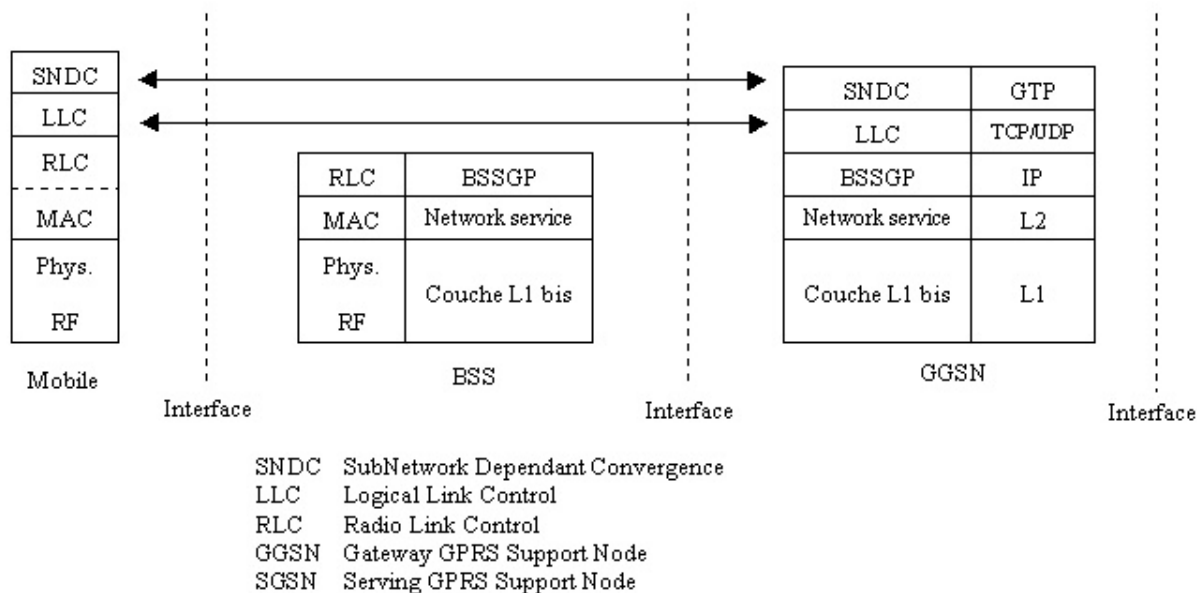 SNDC
LLC
RLC
MAC
Phys.
RF
Mobile
Interface
RLC BSSGP
MAC Network service
Phys.
RF
Couche L1 bis
BSS
Interface
SNDC GTP
LLC TCP/UDP
BSSGP IP
Network service L2
Couche L1 bis L1
GGSN
Interface
SNDC SubNetwork Dependant Convergence
LLC Logical Link Control
RLC Radio Link Control
GGSN Gateway GPRS Support Node
SGSN Serving GPRS Support Node